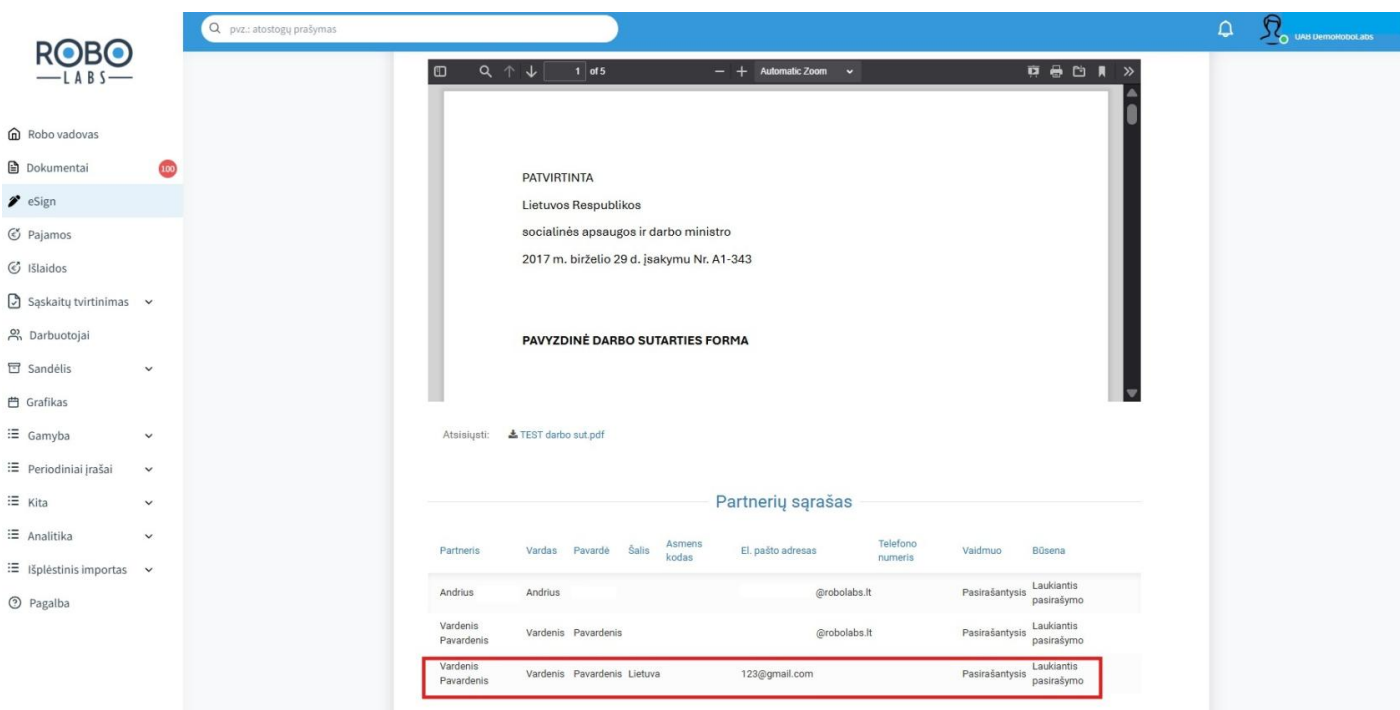 pvz.: atostogų prašymas
UAB DemoRoboLabs
ROBO
LABS
Robo vadovas
Dokumentai 100
eSign
Pajamos
Išlaidos
Sąskaitų tvirtinimas
Darbuotojai
Sandėlis
Grafikas
Gamyba
Periodiniai įrašai
Kita
Analitika
Išplėstinis importas
Pagalba
1 of 5 Automatic Zoom
PATVIRTINTA
Lietuvos Respublikos
socialinės apsaugos ir darbo ministro
2017 m. birželio 29 d. įsakymu Nr. A1-343
PAVYZDINĖ DARBO SUTARTIES FORMA
Atsisiųsti: TEST darbo sut.pdf
Partnerių sąrašas
Partneris Vardas Pavardė Šalis Asmens kodas El. pašto adresas Telefono numeris Vaidmuo Būsena
Andrius Andrius @robolabs.lt Pasirašantysis Laukiantis pasirašymo
Vardenis Pavardenis Vardenis Pavardenis @robolabs.lt Pasirašantysis Laukiantis pasirašymo
Vardenis Pavardenis Vardenis Pavardenis Lietuva 123@gmail.com Pasirašantysis Laukiantis pasirašymo